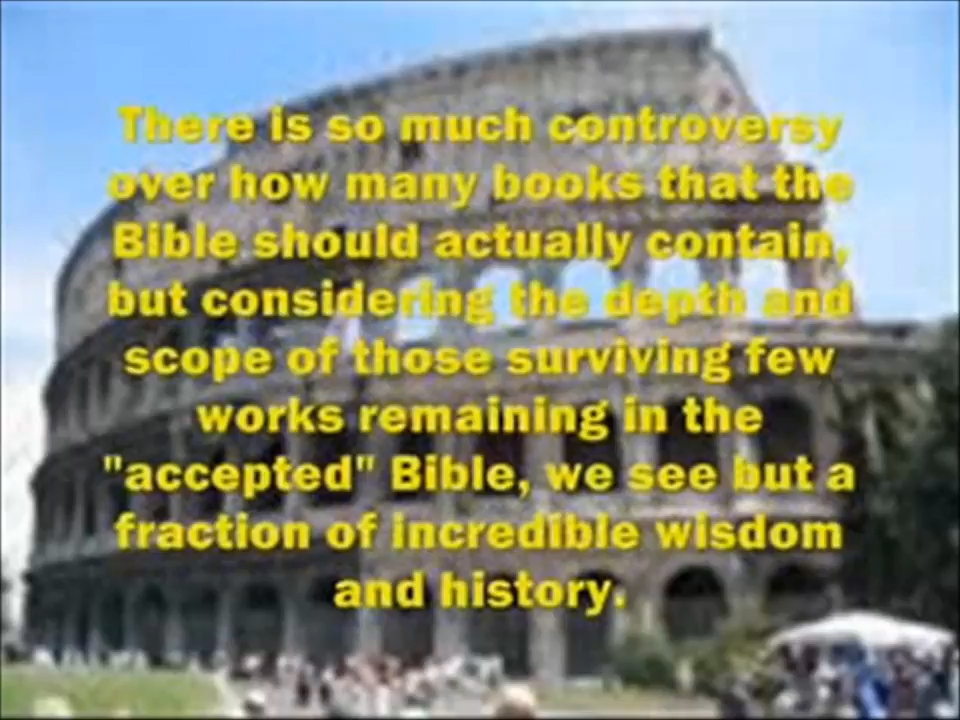 There is so much controversy
over how many books that the
Bible should actually contain,
but considering the depth and
scope of those surviving few
works remaining in the
"accepted" Bible, we see but a
fraction of incredible wisdom
and history.